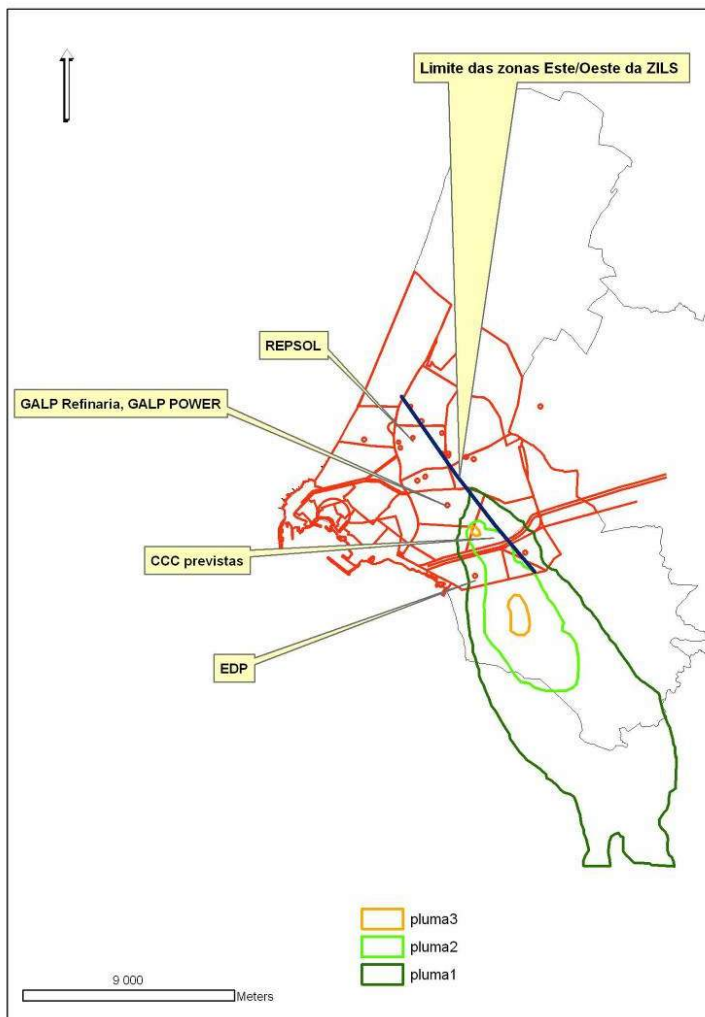 Limite das zonas Este/Oeste da ZILS
REPSOL
GALP Refinaria, GALP POWER
CCC previstas
EDP
pluma3
pluma2
pluma1
9 000
Meters